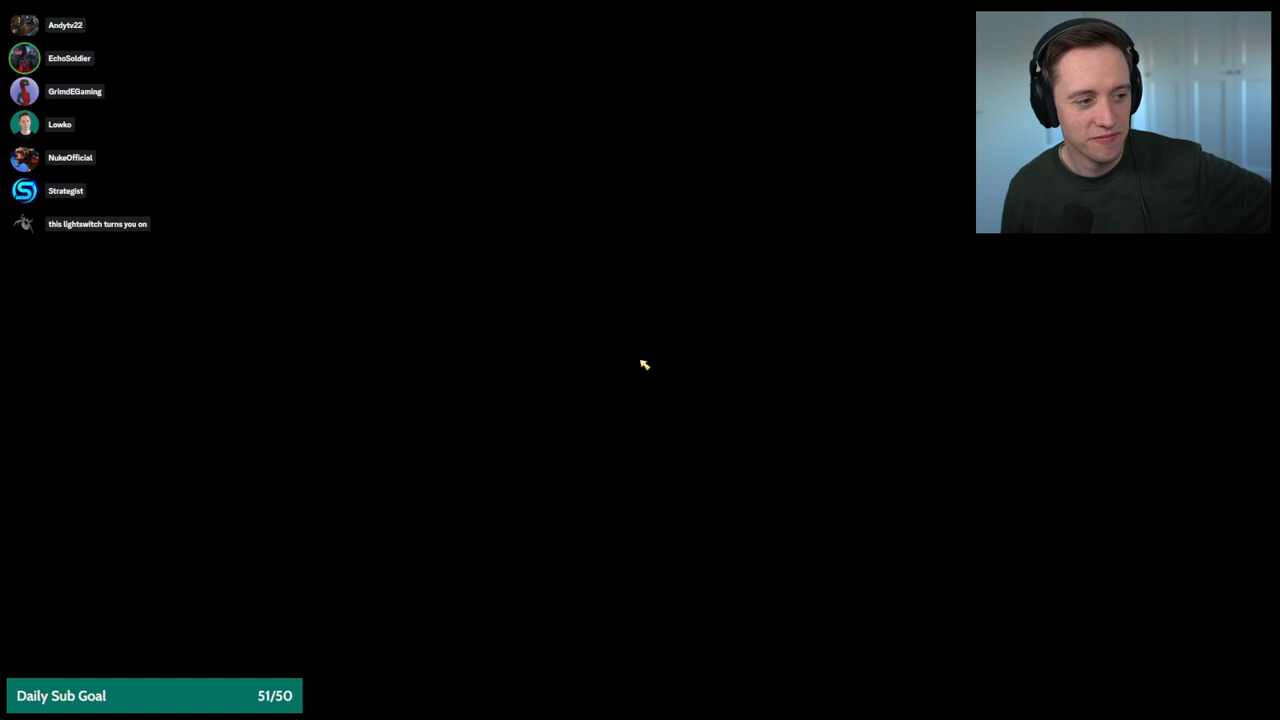 Andytv22
EchoSoldier
GrimdEGaming
Lowko
NukeOfficial
Strategist
this lightswitch turns you on
Daily Sub Goal 51/50